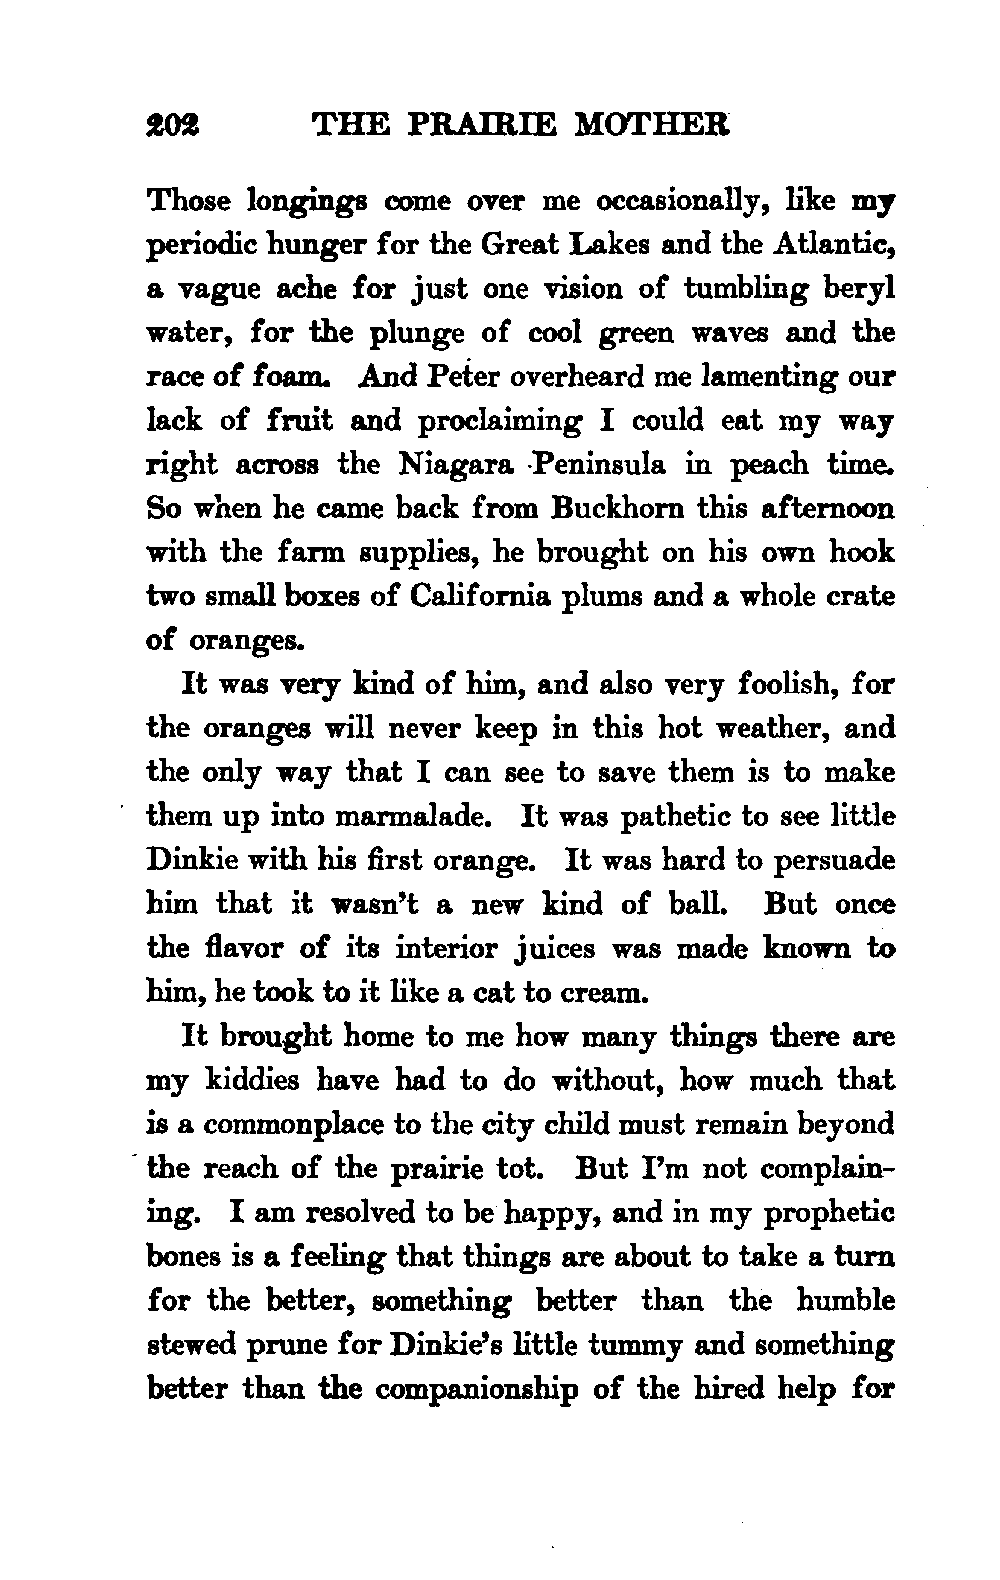 202 THE PRAIRIE MOTHER
Those longings come over me occasionally, like my
periodic hunger for the Great Lakes and the Atlantic,
a vague ache for just one vision of tumbling beryl
water, for the plunge of cool green waves and the
race of foam. And Peter overheard me lamenting our
lack of fruit and proclaiming I could eat my way
right across the Niagara Peninsula in peach time.
So when he came back from Buckhorn this afternoon
with the farm supplies, he brought on his own hook
two small boxes of California plums and a whole crate
of oranges.
It was very kind of him, and also very foolish, for
the oranges will never keep in this hot weather, and
the only way that I can see to save them is to make
them up into marmalade. It was pathetic to see little
Dinkie with his first orange. It was hard to persuade
him that it wasn't a new kind of ball. But once
the flavor of its interior juices was made known to
him, he took to it like a cat to cream.
It brought home to me how many things there are
my kiddies have had to do without, how much that
is a commonplace to the city child must remain beyond
the reach of the prairie tot. But I'm not complain-
ing. I am resolved to be happy, and in my prophetic
bones is a feeling that things are about to take a turn
for the better, something better than the humble
stewed prune for Dinkie's little tummy and something
better than the companionship of the hired help for